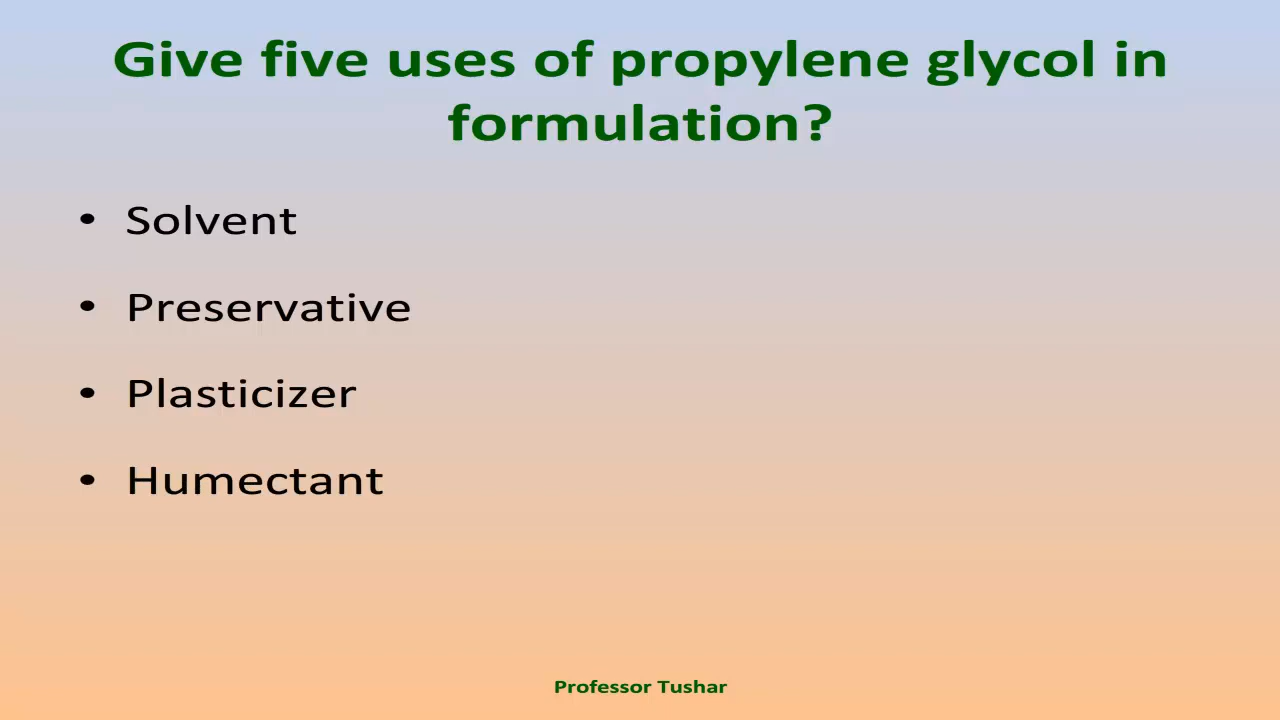 Give five uses of propylene glycol in
formulation?
• Solvent
• Preservative
• Plasticizer
• Humectant
Professor Tushar